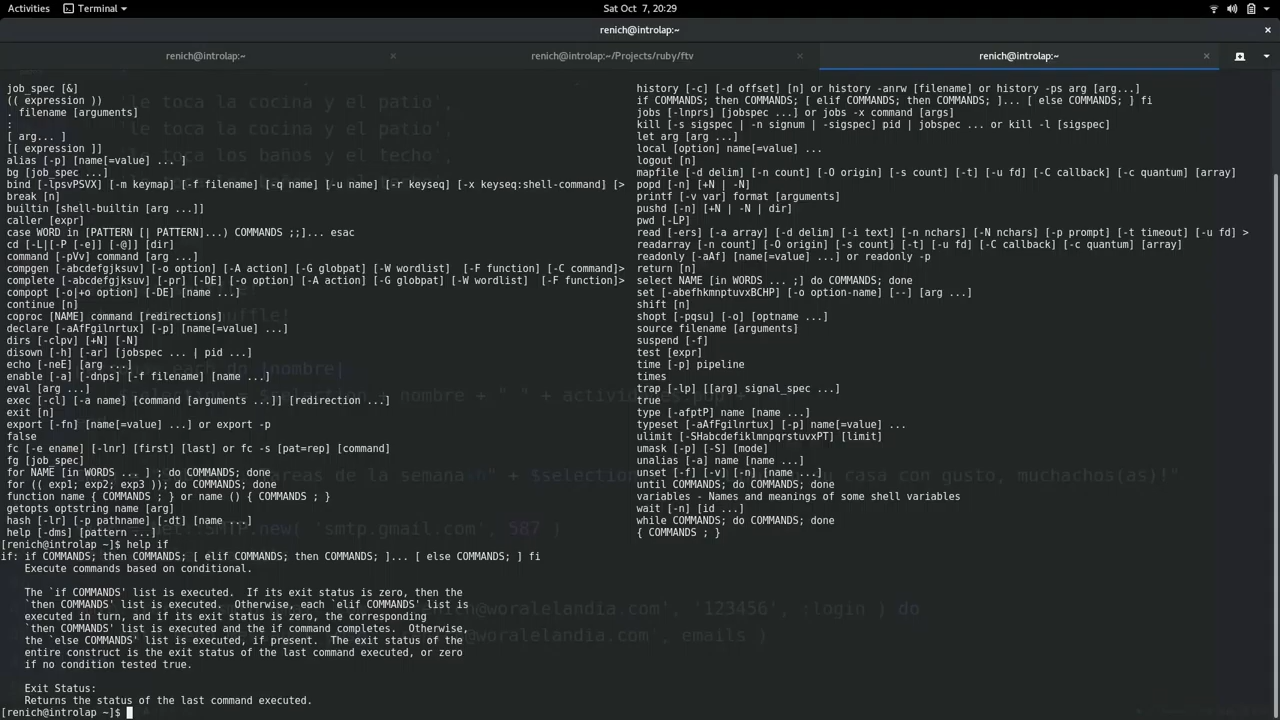 Activities Terminal Sat Oct 7, 20:29
renich@introlap:~
renich@introlap:~ renich@introlap:~/Projects/ruby/ftv renich@introlap:~
job_spec [&]
(( expression ))
. filename [arguments]
:
[ arg... ]
[[ expression ]]
alias [-p] [name[=value] ... ]
bg [job_spec ...]
bind [-lpsvPSVX] [-m keymap] [-f filename] [-q name] [-u name] [-r keyseq] [-x keyseq:shell-command] [>
break [n]
builtin [shell-builtin [arg ...]]
caller [expr]
case WORD in [PATTERN [| PATTERN]...) COMMANDS ;;]... esac
cd [-L|[-P [-e]] [-@]] [dir]
command [-pVv] command [arg ...]
compgen [-abcdefgjksuv] [-o option] [-A action] [-G globpat] [-W wordlist]  [-F function] [-C command]>
complete [-abcdefgjksuv] [-pr] [-DE] [-o option] [-A action] [-G globpat] [-W wordlist]  [-F function]>
compopt [-o|+o option] [-DE] [name ...]
continue [n]
coproc [NAME] command [redirections]
declare [-aAfFgilnrtux] [-p] [name[=value] ...]
dirs [-clpv] [+N] [-N]
disown [-h] [-ar] [jobspec ... | pid ...]
echo [-neE] [arg ...]
enable [-a] [-dnps] [-f filename] [name ...]
eval [arg ...]
exec [-cl] [-a name] [command [arguments ...]] [redirection ...]
exit [n]
export [-fn] [name[=value] ...] or export -p
false
fc [-e ename] [-lnr] [first] [last] or fc -s [pat=rep] [command]
fg [job_spec]
for NAME [in WORDS ... ] ; do COMMANDS; done
for (( exp1; exp2; exp3 )); do COMMANDS; done
function name { COMMANDS ; } or name () { COMMANDS ; }
getopts optstring name [arg]
hash [-lr] [-p pathname] [-dt] [name ...]
help [-dms] [pattern ...]
history [-c] [-d offset] [n] or history -anrw [filename] or history -ps arg [arg...]
if COMMANDS; then COMMANDS; [ elif COMMANDS; then COMMANDS; ]... [ else COMMANDS; ] fi
jobs [-lnprs] [jobspec ...] or jobs -x command [args]
kill [-s sigspec | -n signum | -sigspec] pid | jobspec ... or kill -l [sigspec]
let arg [arg ...]
local [option] name[=value] ...
logout [n]
mapfile [-d delim] [-n count] [-O origin] [-s count] [-t] [-u fd] [-C callback] [-c quantum] [array]
popd [-n] [+N | -N]
printf [-v var] format [arguments]
pushd [-n] [+N | -N | dir]
pwd [-LP]
read [-ers] [-a array] [-d delim] [-i text] [-n nchars] [-N nchars] [-p prompt] [-t timeout] [-u fd] >
readarray [-n count] [-O origin] [-s count] [-t] [-u fd] [-C callback] [-c quantum] [array]
readonly [-aAf] [name[=value] ...] or readonly -p
return [n]
select NAME [in WORDS ... ;] do COMMANDS; done
set [-abefhkmnptuvxBCHP] [-o option-name] [--] [arg ...]
shift [n]
shopt [-pqsu] [-o] [optname ...]
source filename [arguments]
suspend [-f]
test [expr]
time [-p] pipeline
times
trap [-lp] [[arg] signal_spec ...]
true
type [-afptP] name [name ...]
typeset [-aAfFgilnrtux] [-p] name[=value] ...
ulimit [-SHabcdefiklmnpqrstuvxPT] [limit]
umask [-p] [-S] [mode]
unalias [-a] name [name ...]
unset [-f] [-v] [-n] [name ...]
until COMMANDS; do COMMANDS; done
variables - Names and meanings of some shell variables
wait [-n] [id ...]
while COMMANDS; do COMMANDS; done
{ COMMANDS ; }
[renich@introlap ~]$ help if
if: if COMMANDS; then COMMANDS; [ elif COMMANDS; then COMMANDS; ]... [ else COMMANDS; ] fi
Execute commands based on conditional.
The `if COMMANDS' list is executed.  If its exit status is zero, then the
`then COMMANDS' list is executed.  Otherwise, each `elif COMMANDS' list is
executed in turn, and if its exit status is zero, the corresponding
`then COMMANDS' list is executed and the if command completes.  Otherwise,
the `else COMMANDS' list is executed, if present.  The exit status of the
entire construct is the exit status of the last command executed, or zero
if no condition tested true.
Exit Status:
Returns the status of the last command executed.
[renich@introlap ~]$
'le toca la cocina y el patio',
'le toca la cocina y el patio',
'le toca los baños y el techo',